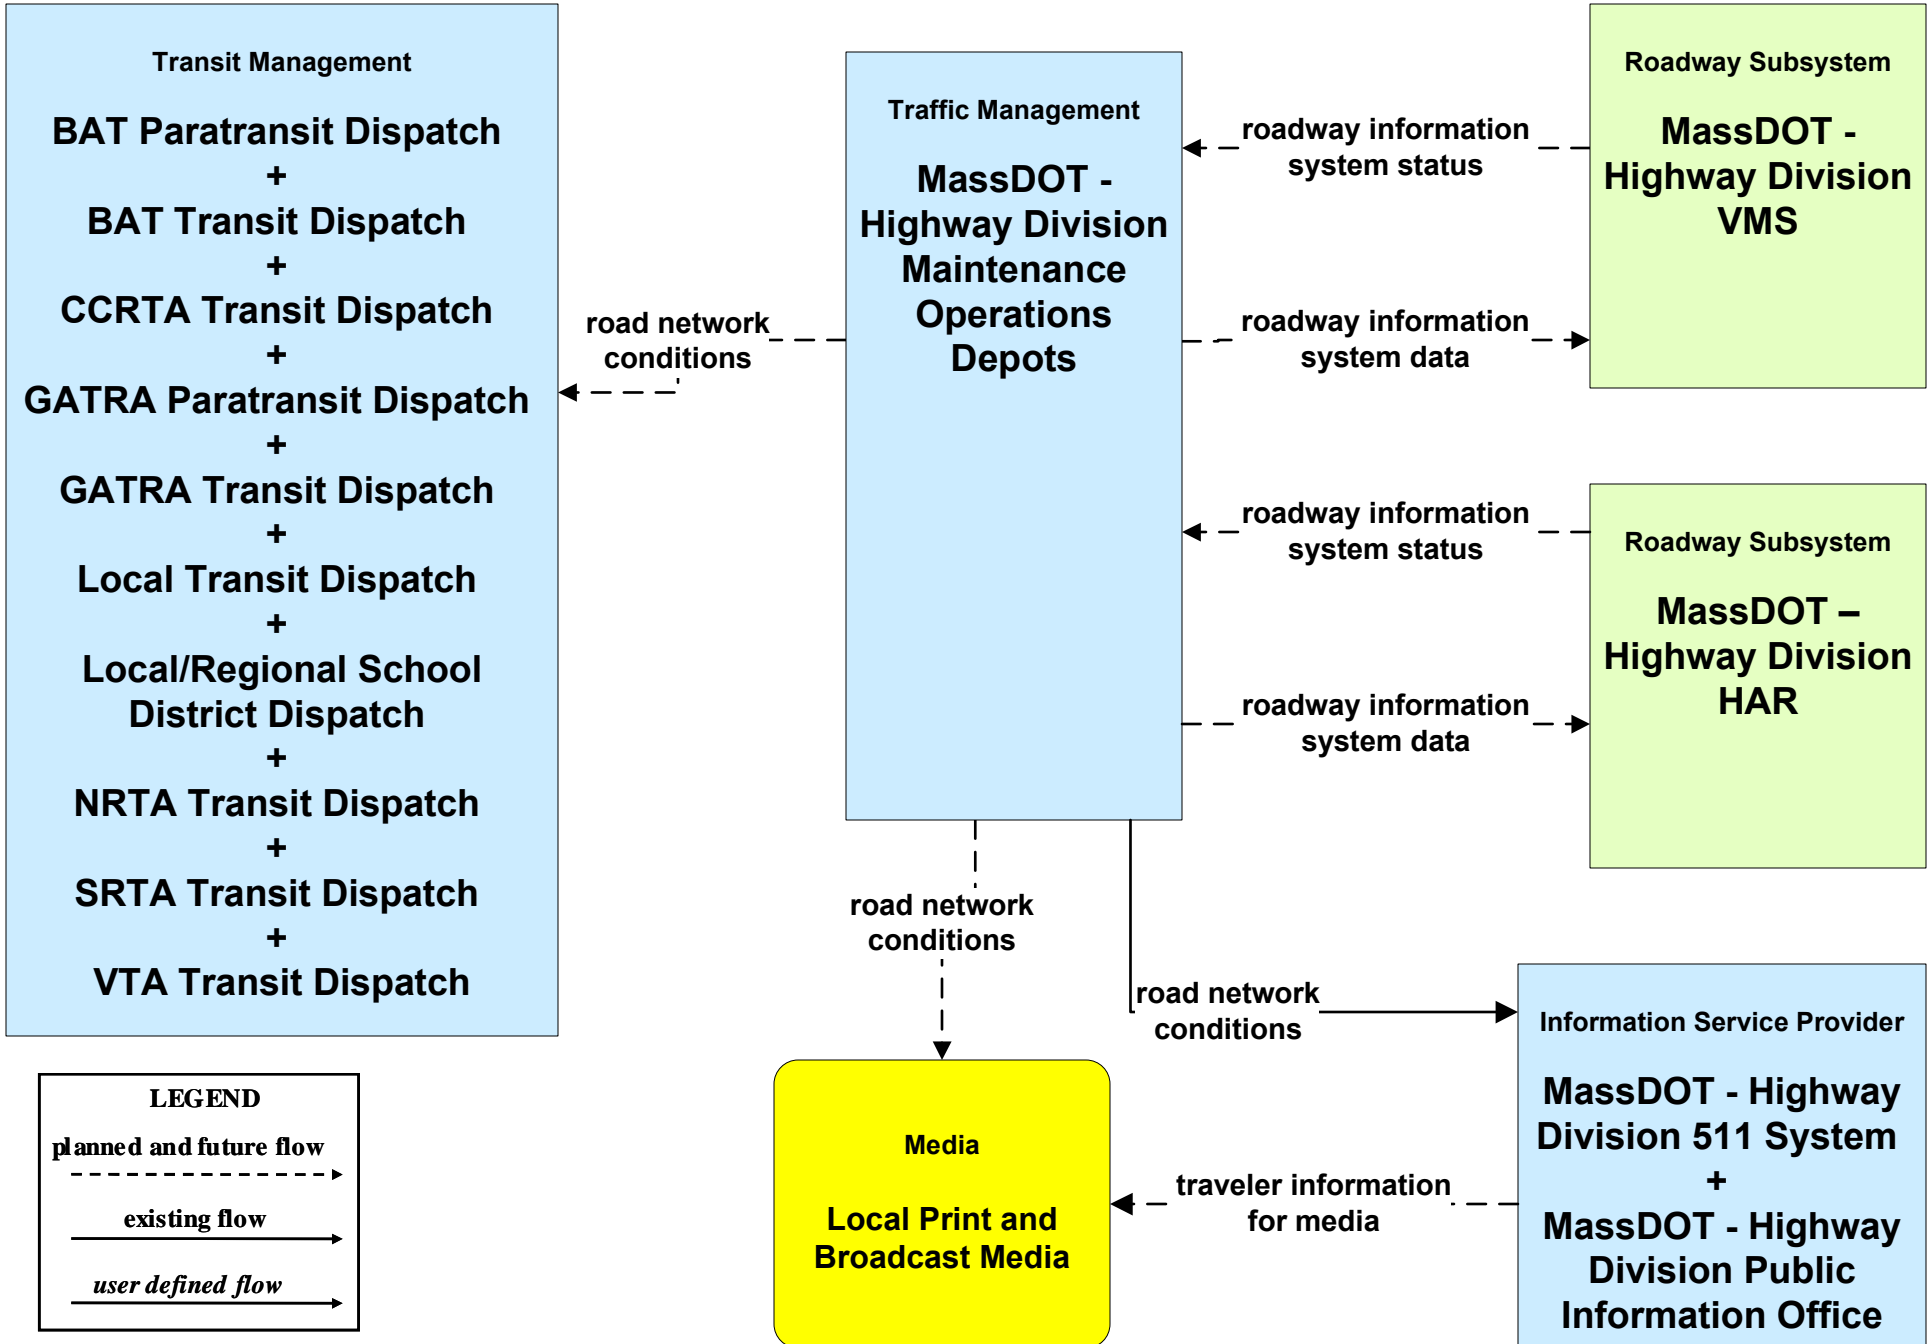 Transit Management
BAT Paratransit Dispatch
+
BAT Transit Dispatch
+
CCRTA Transit Dispatch
+
GATRA Paratransit Dispatch
+
GATRA Transit Dispatch
+
Local Transit Dispatch
+
Local/Regional School
District Dispatch
+
NRTA Transit Dispatch
+
SRTA Transit Dispatch
+
VTA Transit Dispatch
road network
conditions
Traffic Management
MassDOT -
Highway Division
Maintenance
Operations
Depots
roadway information
system status
roadway information
system data
Roadway Subsystem
MassDOT -
Highway Division
VMS
roadway information
system status
roadway information
system data
Roadway Subsystem
MassDOT –
Highway Division
HAR
road network
conditions
road network
conditions
Information Service Provider
MassDOT - Highway
Division 511 System
+
MassDOT - Highway
Division Public
Information Office
traveler information
for media
Media
Local Print and
Broadcast Media
LEGEND
planned and future flow
existing flow
user defined flow